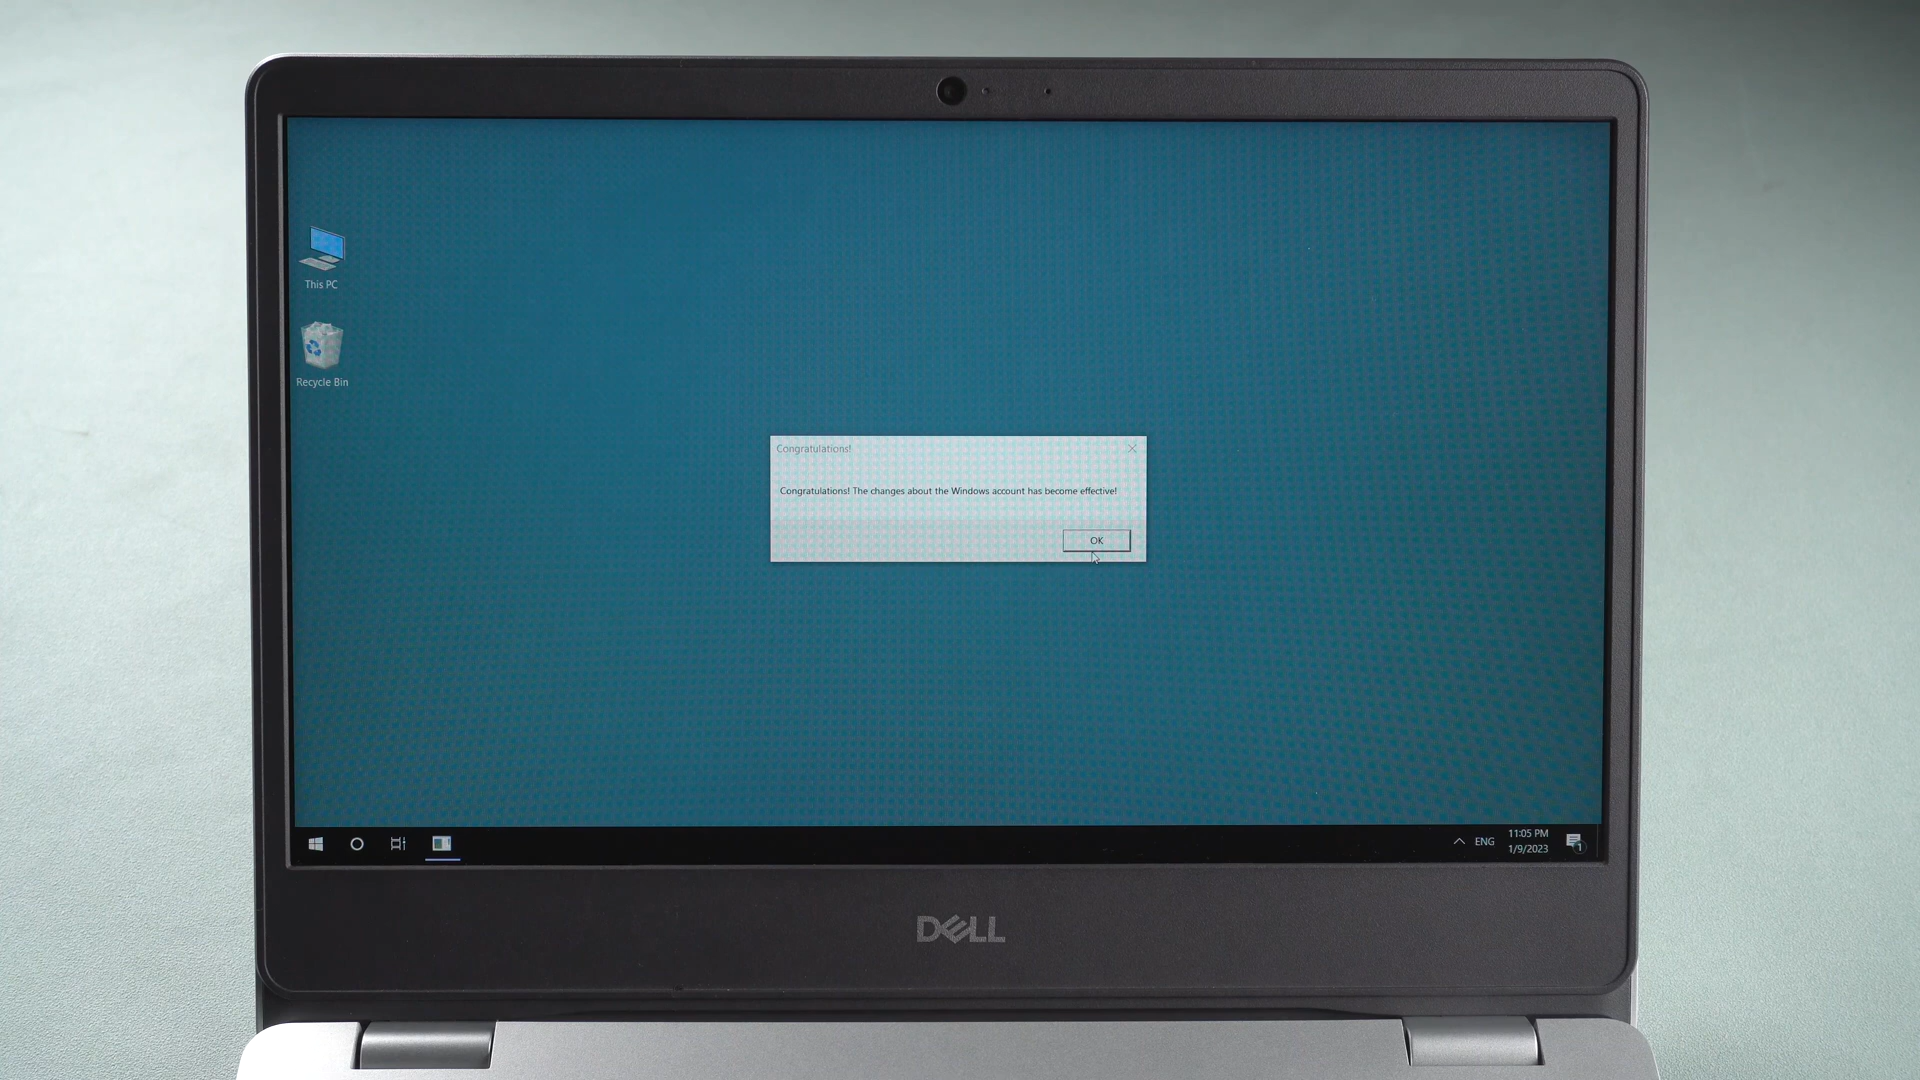 This PC
Recycle Bin
Congratulations!
Congratulations! The changes about the Windows account has become effective!
OK
ENG
11:05 PM
1/9/2023
1
DELL